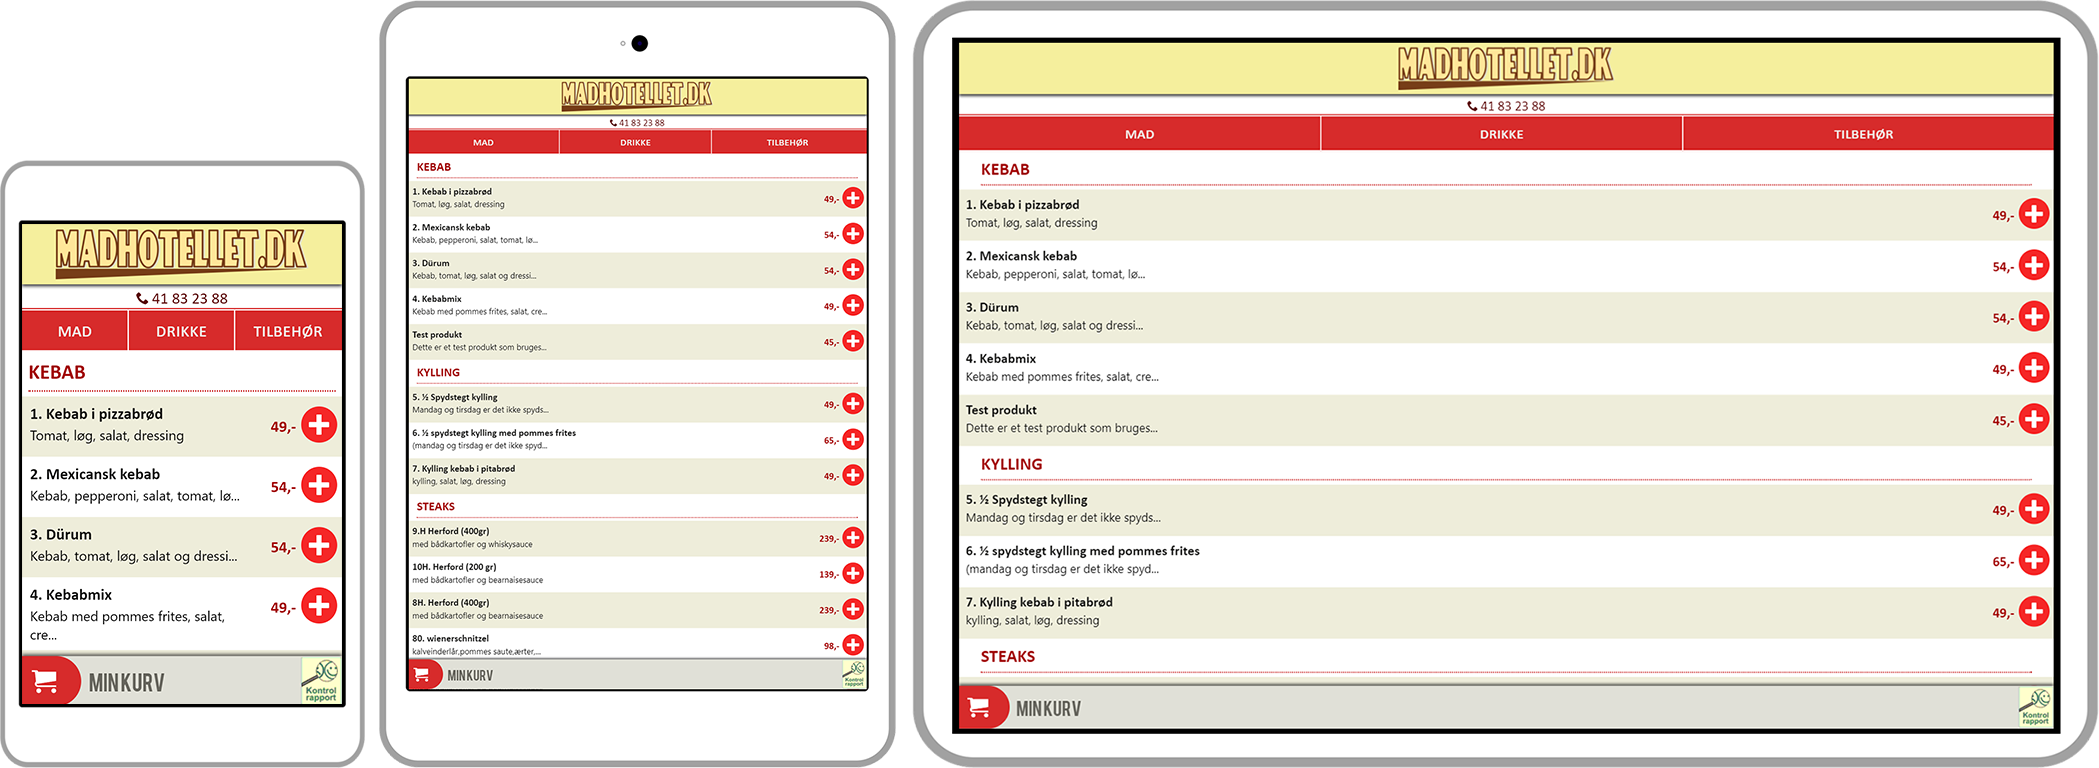 MADHOTELLET.DK
41 83 23 88
MAD DRIKKE TILBEHØR
KEBAB
1. Kebab i pizzabrød
Tomat, løg, salat, dressing
49,-
2. Mexicansk kebab
Kebab, pepperoni, salat, tomat, lø...
54,-
3. Dürum
Kebab, tomat, løg, salat og dressi...
54,-
4. Kebabmix
Kebab med pommes frites, salat,
cre...
49,-
MIN KURV
Kontrol
rapport
MADHOTELLET.DK
41 83 23 88
MAD DRIKKE TILBEHØR
KEBAB
1. Kebab i pizzabrød
Tomat, løg, salat, dressing
49,-
2. Mexicansk kebab
Kebab, pepperoni, salat, tomat, lø...
54,-
3. Dürum
Kebab, tomat, løg, salat og dressi...
54,-
4. Kebabmix
Kebab med pommes frites, salat, cre...
49,-
Test produkt
Dette er et test produkt som bruges...
45,-
KYLLING
5. ½ Spydstegt kylling
Mandag og tirsdag er det ikke spyds...
49,-
6. ½ spydstegt kylling med pommes frites
(mandag og tirsdag er det ikke spyd...
65,-
7. Kylling kebab i pitabrød
kylling, salat, løg, dressing
49,-
STEAKS
9.H Herford (400gr)
med bådkartofler og whiskysauce
239,-
10H. Herford (200 gr)
med bådkartofler og bearnaisesauce
139,-
8H. Herford (400gr)
med bådkartofler og bearnaisesauce
239,-
80. wienerschnitzel
kalveinderlår,pommes saute,ærter,...
98,-
MIN KURV
Kontrol
rapport
MADHOTELLET.DK
41 83 23 88
MAD DRIKKE TILBEHØR
KEBAB
1. Kebab i pizzabrød
Tomat, løg, salat, dressing
49,-
2. Mexicansk kebab
Kebab, pepperoni, salat, tomat, lø...
54,-
3. Dürum
Kebab, tomat, løg, salat og dressi...
54,-
4. Kebabmix
Kebab med pommes frites, salat, cre...
49,-
Test produkt
Dette er et test produkt som bruges...
45,-
KYLLING
5. ½ Spydstegt kylling
Mandag og tirsdag er det ikke spyds...
49,-
6. ½ spydstegt kylling med pommes frites
(mandag og tirsdag er det ikke spyd...
65,-
7. Kylling kebab i pitabrød
kylling, salat, løg, dressing
49,-
STEAKS
MIN KURV
Kontrol
rapport